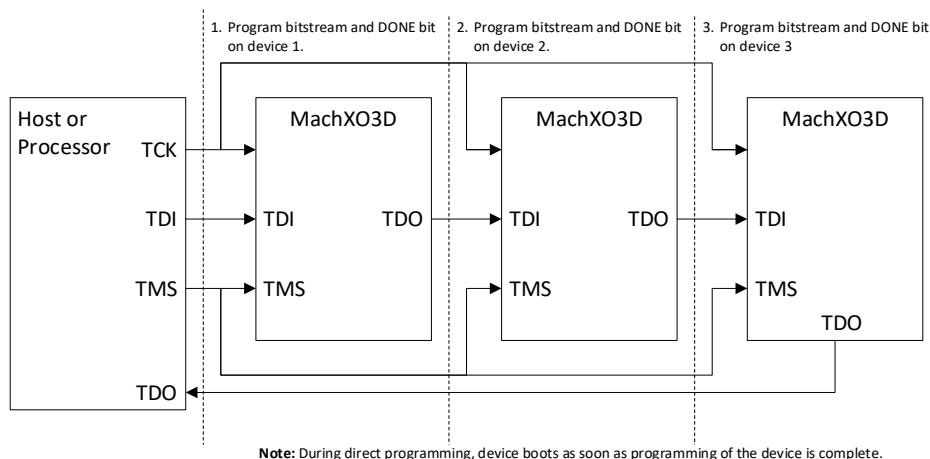 1. Program bitstream and DONE bit
on device 1.
2. Program bitstream and DONE bit
on device 2.
3. Program bitstream and DONE bit
on device 3
Host or
Processor
TCK
TDI
TMS
TDO
MachXO3D
TDI
TDO
TMS
MachXO3D
TDI
TDO
TMS
MachXO3D
TDI
TMS
TDO
Note: During direct programming, device boots as soon as programming of the device is complete.